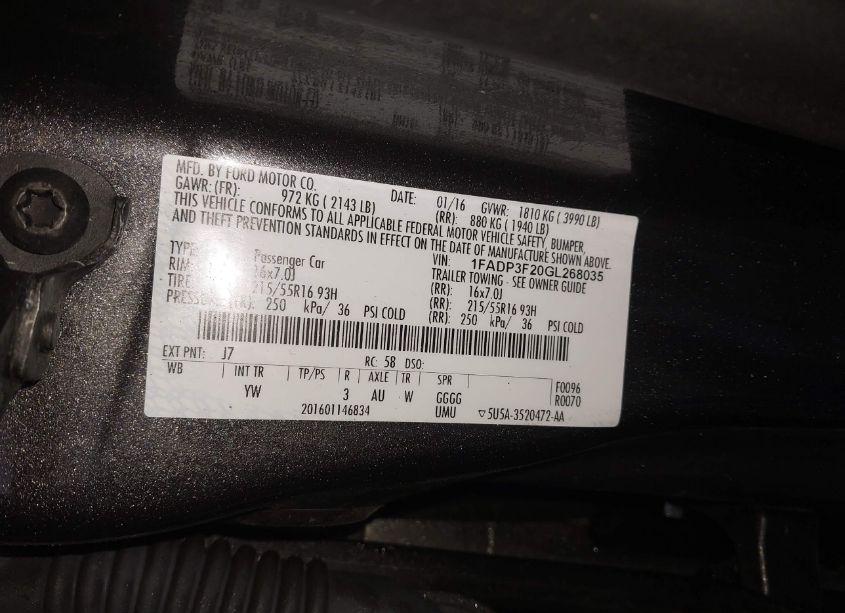 MFD. BY FORD MOTOR CO.
DATE: 01/16 GVWR: 1810 KG ( 3990 LB)
GAWR: (FR): 972 KG ( 2143 LB) (RR): 880 KG ( 1940 LB)
THIS VEHICLE CONFORMS TO ALL APPLICABLE FEDERAL MOTOR VEHICLE SAFETY, BUMPER,
AND THEFT PREVENTION STANDARDS IN EFFECT ON THE DATE OF MANUFACTURE SHOWN ABOVE.
VIN: 1FADP3F20GL268035
TYPE Passenger Car TRAILER TOWING - SEE OWNER GUIDE
RIM 16x7.0J (RR): 16x7.0J
TIRE 215/55R16 93H (RR): 215/55R16 93H
PRESSURE (FR): 250 kPa/ 36 PSI COLD (RR): 250 kPa/ 36 PSI COLD
EXT PNT: J7 RC: 58 DSO:
WB INT TR TP/PS R AXLE TR SPR F0096
YW 3 AU W GGGG R0070
201601146834 UMU ▽5U5A-3520472-AA